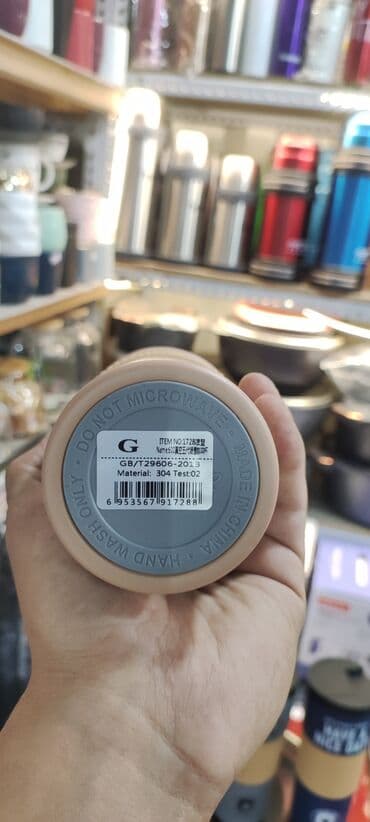 DO NOT MICROWAVE • MADE IN CHINA • HAND WASH ONLY •
G
ITEM NO:1728
GB/T29606-2013
Material: 304 Test:02
6 953567 917288